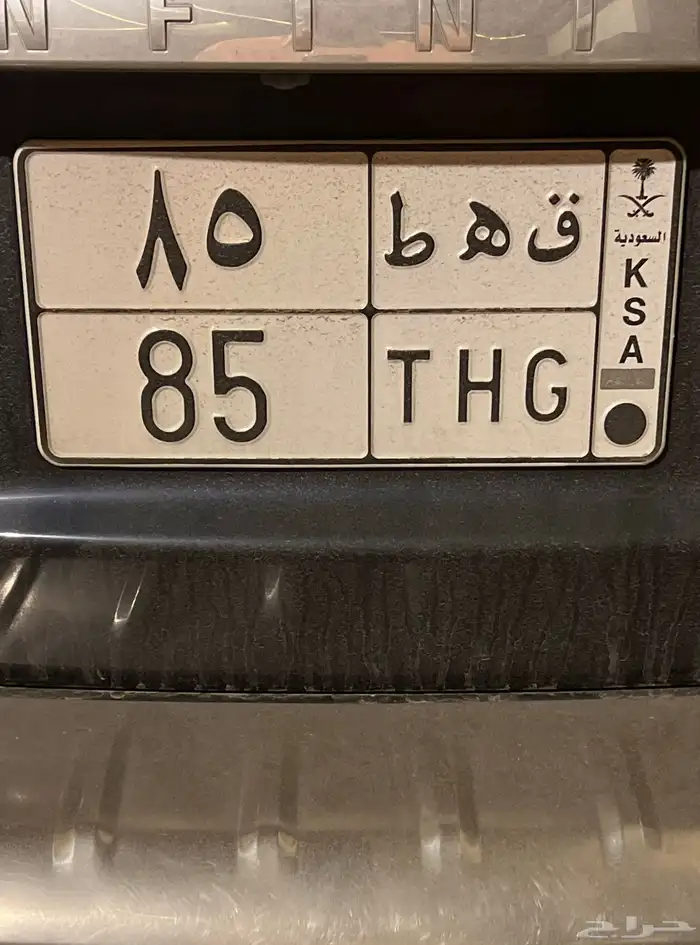 NFINI
٨٥
ق ه ط
85
THG
السعودية
KSA
حراج